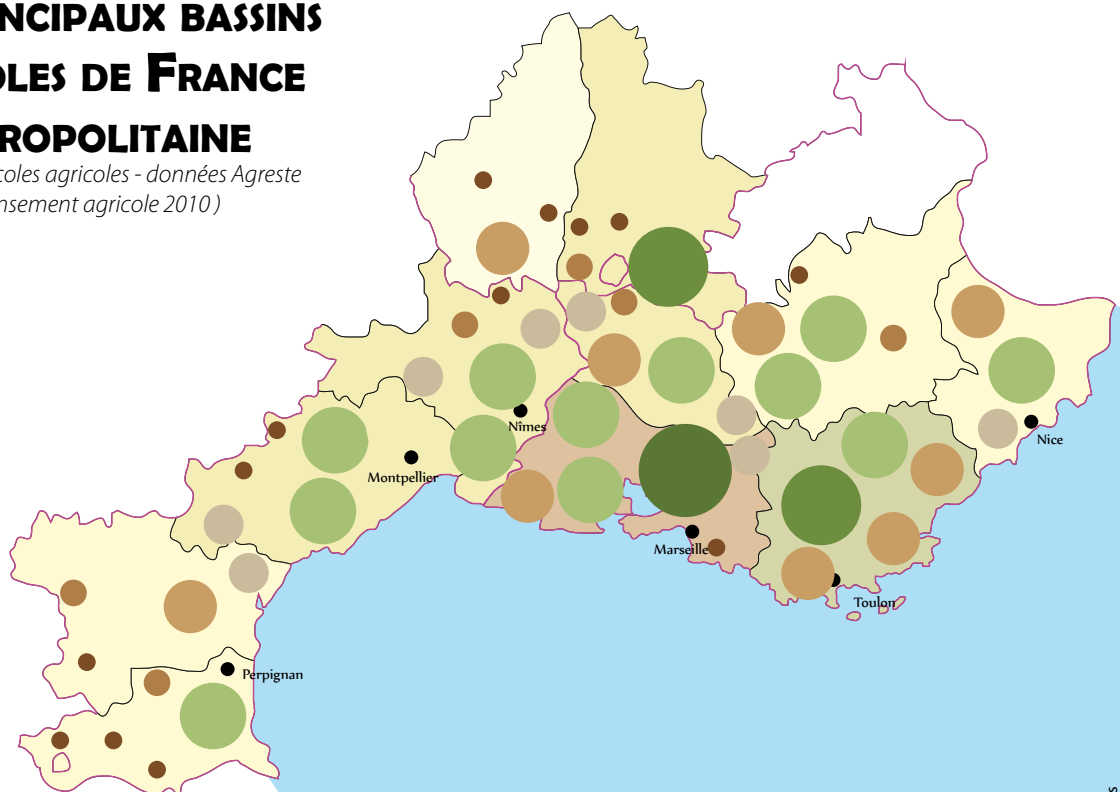 NCIPAUX BASSINS
OLES DE FRANCE
ROPOLITAINE
coles agricoles - données Agreste
nsement agricole 2010 )
Nîmes
Montpellier
Nice
Marseille
Toulon
Perpignan
s